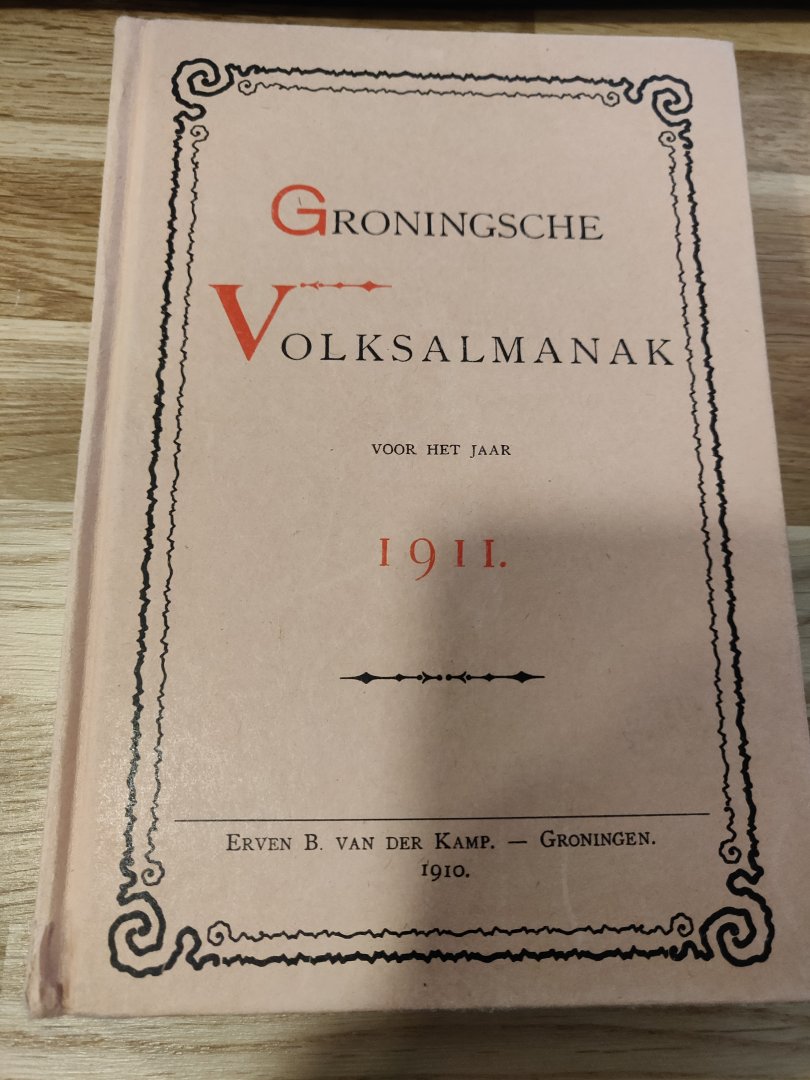 GRONINGSCHE
VOLKSALMANAK
VOOR HET JAAR
1911.
ERVEN B. VAN DER KAMP. — GRONINGEN.
1910.